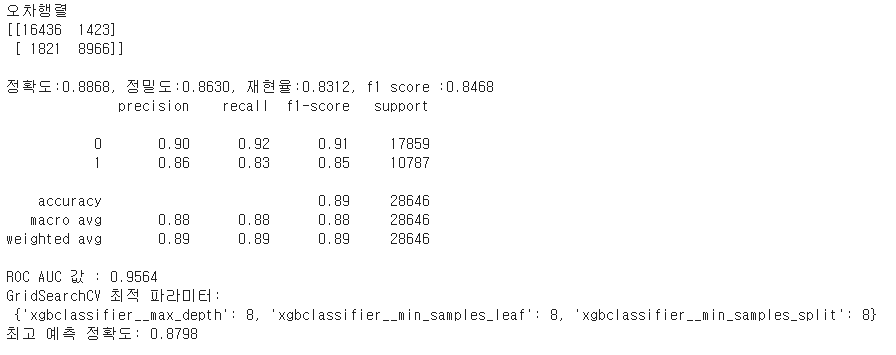 오차행렬
[[16436  1423]
 [ 1821  8966]]
정확도:0.8868, 정밀도:0.8630, 재현율:0.8312, f1 score :0.8468
precision    recall  f1-score   support
0       0.90      0.92      0.91     17859
1       0.86      0.83      0.85     10787
accuracy                           0.89     28646
macro avg       0.88      0.88      0.88     28646
weighted avg       0.89      0.89      0.89     28646
ROC AUC 값 : 0.9564
GridSearchCV 최적 파라미터:
{'xgbclassifier__max_depth': 8, 'xgbclassifier__min_samples_leaf': 8, 'xgbclassifier__min_samples_split': 8}
최고 예측 정확도: 0.8798